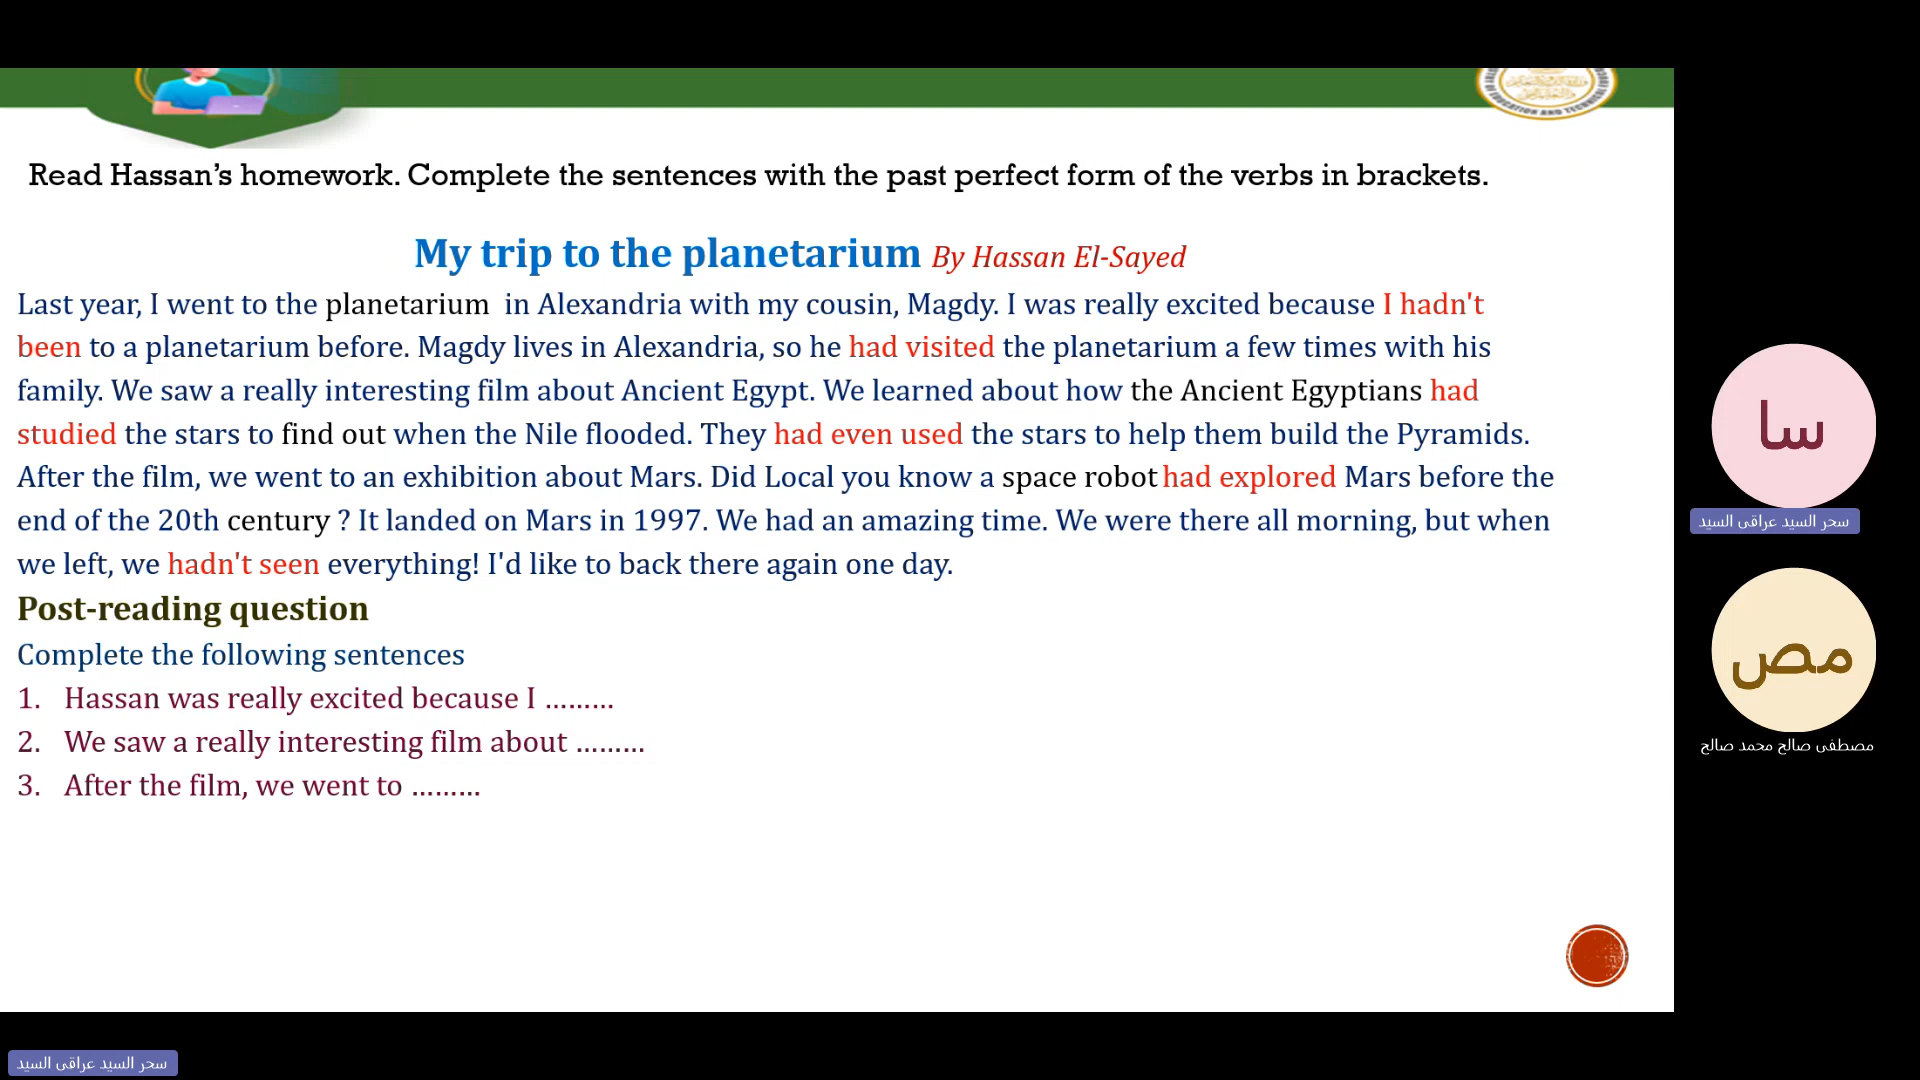 Read Hassan’s homework. Complete the sentences with the past perfect form of the verbs in brackets.
My trip to the planetarium By Hassan El-Sayed
Last year, I went to the planetarium in Alexandria with my cousin, Magdy. I was really excited because I hadn't
been to a planetarium before. Magdy lives in Alexandria, so he had visited the planetarium a few times with his
family. We saw a really interesting film about Ancient Egypt. We learned about how the Ancient Egyptians had
studied the stars to find out when the Nile flooded. They had even used the stars to help them build the Pyramids.
After the film, we went to an exhibition about Mars. Did Local you know a space robot had explored Mars before the
end of the 20th century ? It landed on Mars in 1997. We had an amazing time. We were there all morning, but when
we left, we hadn't seen everything! I'd like to back there again one day.
Post-reading question
Complete the following sentences
1. Hassan was really excited because I ………
2. We saw a really interesting film about ………
3. After the film, we went to ………
سا
سحر السيد عراقى السيد
مص
مصطفى صالح محمد صالح
سحر السيد عراقى السيد